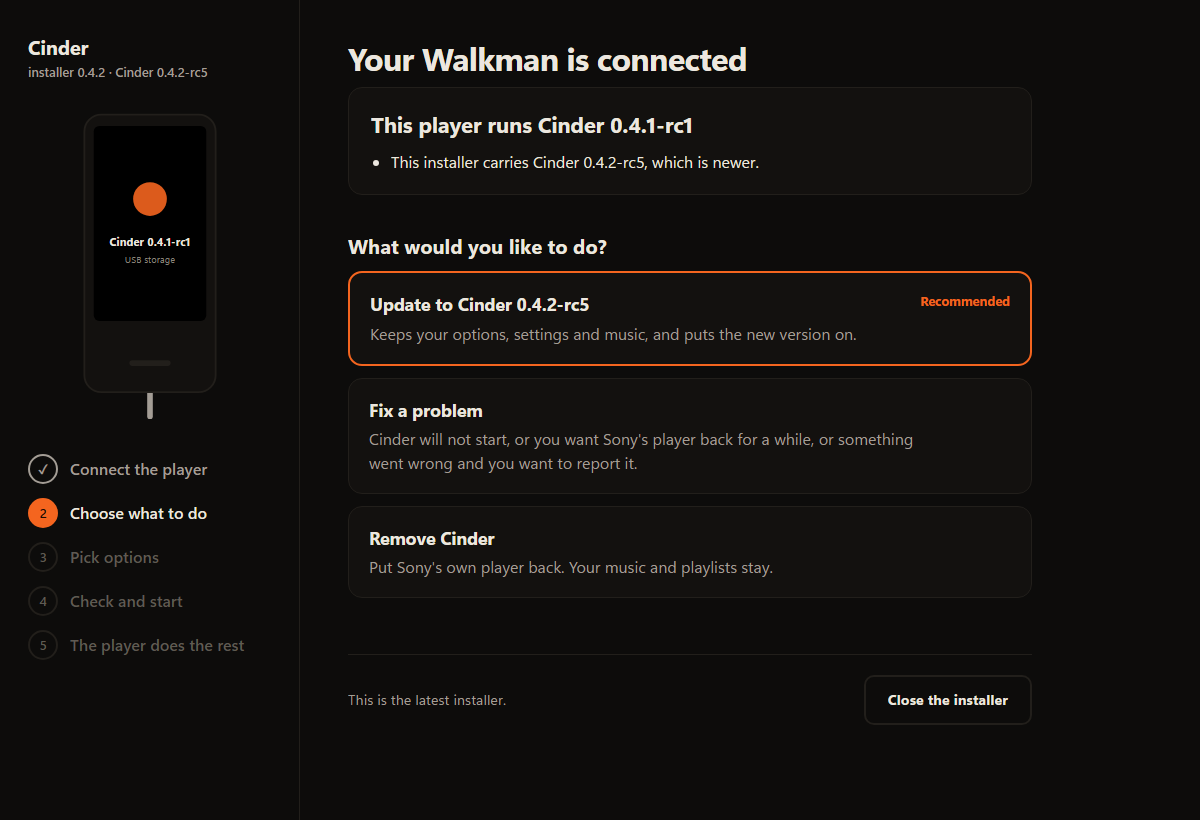 Cinder
installer 0.4.2 · Cinder 0.4.2-rc5
Cinder 0.4.1-rc1
USB storage
✓ Connect the player
2 Choose what to do
3 Pick options
4 Check and start
5 The player does the rest
Your Walkman is connected
This player runs Cinder 0.4.1-rc1
• This installer carries Cinder 0.4.2-rc5, which is newer.
What would you like to do?
Update to Cinder 0.4.2-rc5
Recommended
Keeps your options, settings and music, and puts the new version on.
Fix a problem
Cinder will not start, or you want Sony's player back for a while, or something
went wrong and you want to report it.
Remove Cinder
Put Sony's own player back. Your music and playlists stay.
This is the latest installer.
Close the installer